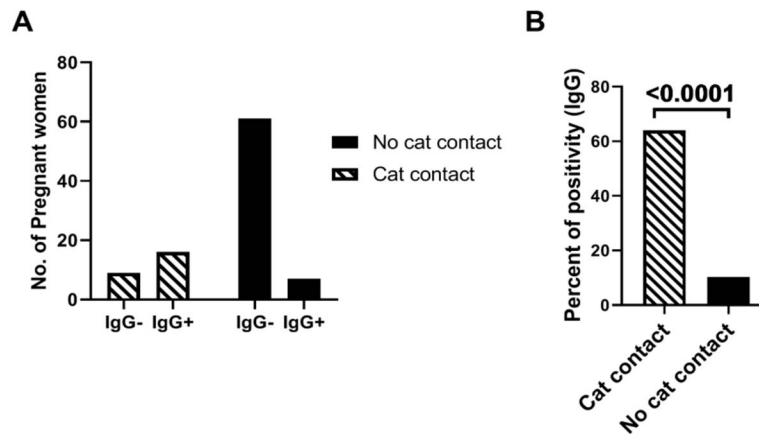 A
No. of Pregnant women
80
60
40
20
0
IgG- IgG+
IgG- IgG+
No cat contact
Cat contact
B
Percent of positivity (IgG)
80
60
40
20
0
<0.0001
Cat contact
No cat contact